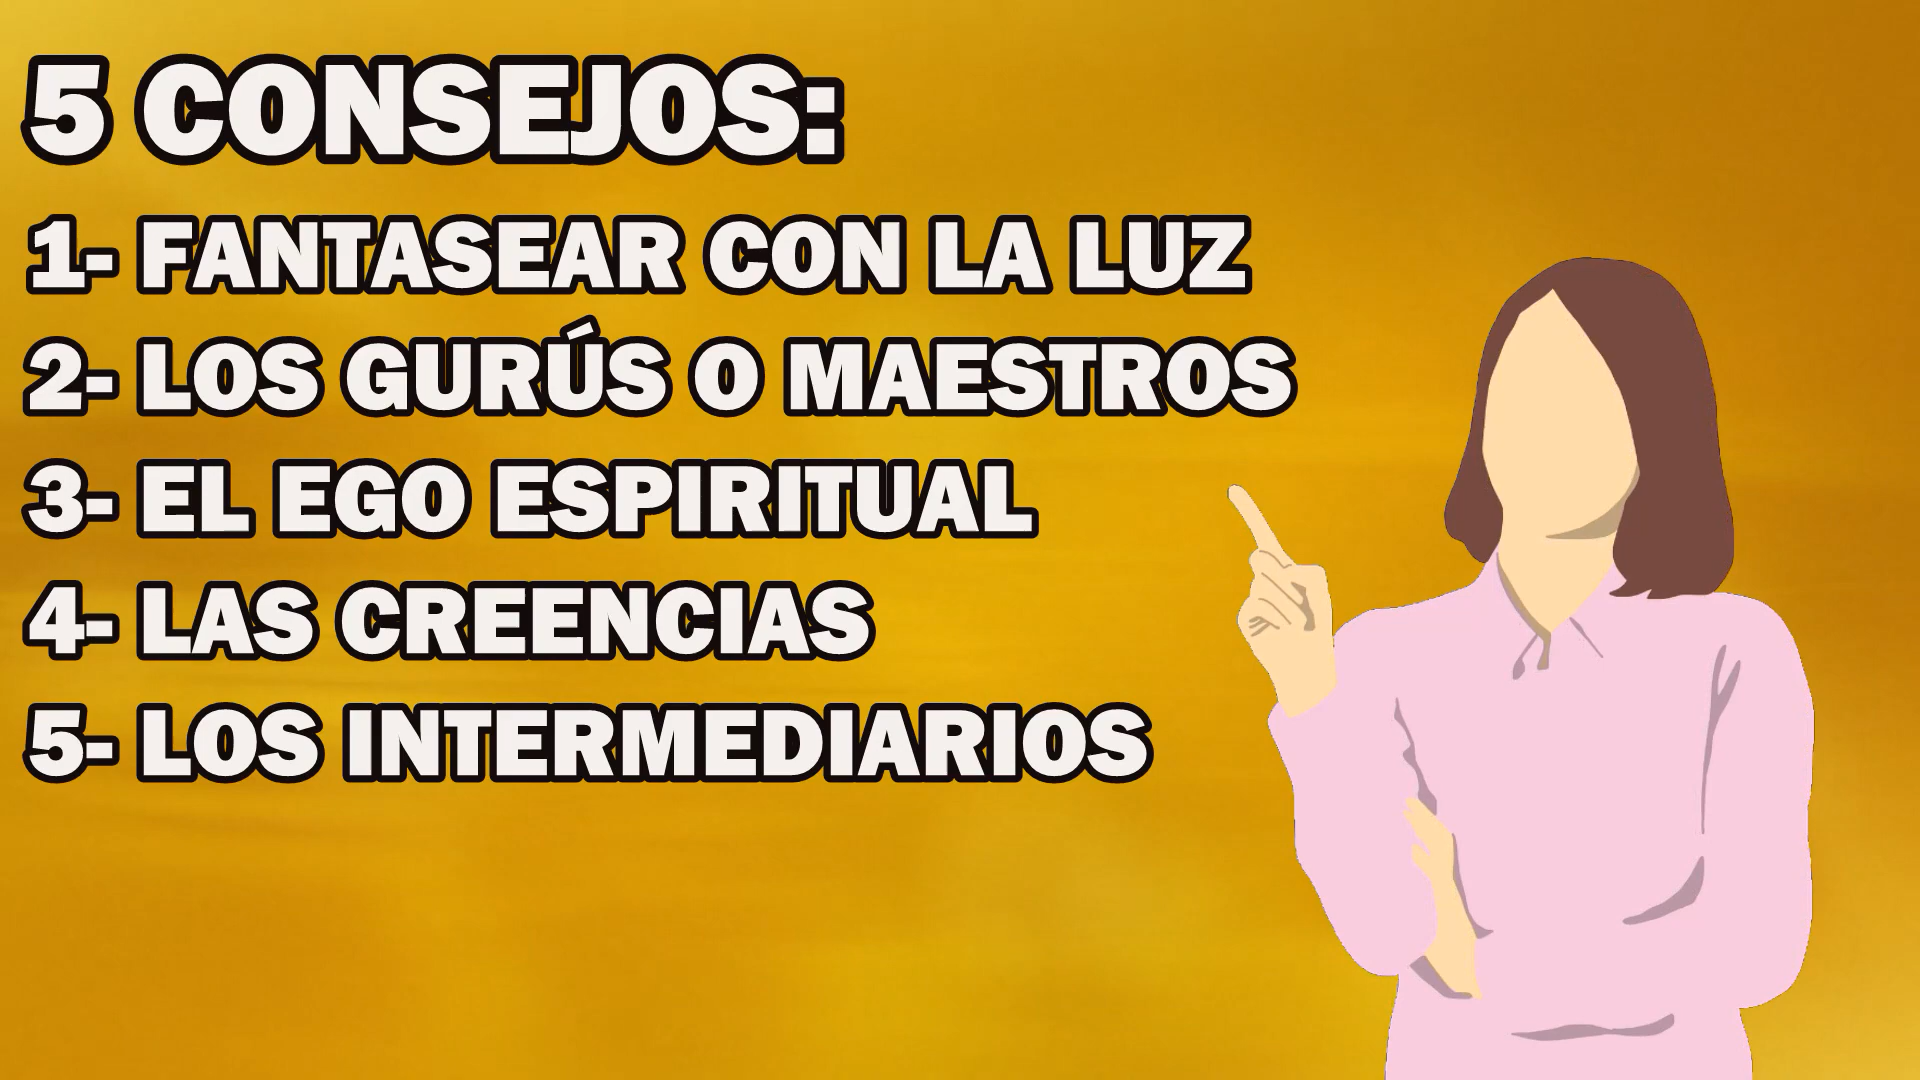 5 CONSEJOS:
1- FANTASEAR CON LA LUZ
2- LOS GURÚS O MAESTROS
3- EL EGO ESPIRITUAL
4- LAS CREENCIAS
5- LOS INTERMEDIARIOS